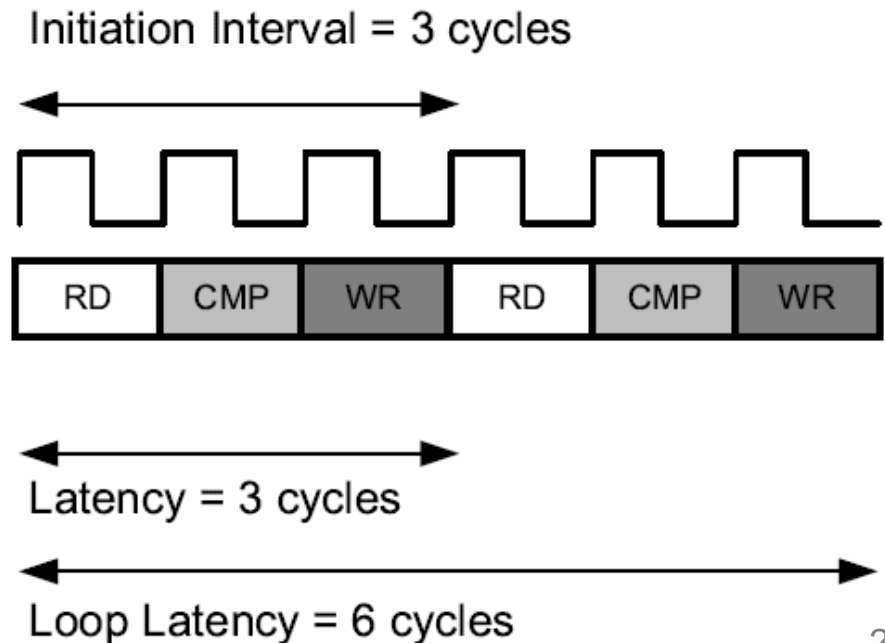 Initiation Interval = 3 cycles
RD CMP WR RD CMP WR
Latency = 3 cycles
Loop Latency = 6 cycles